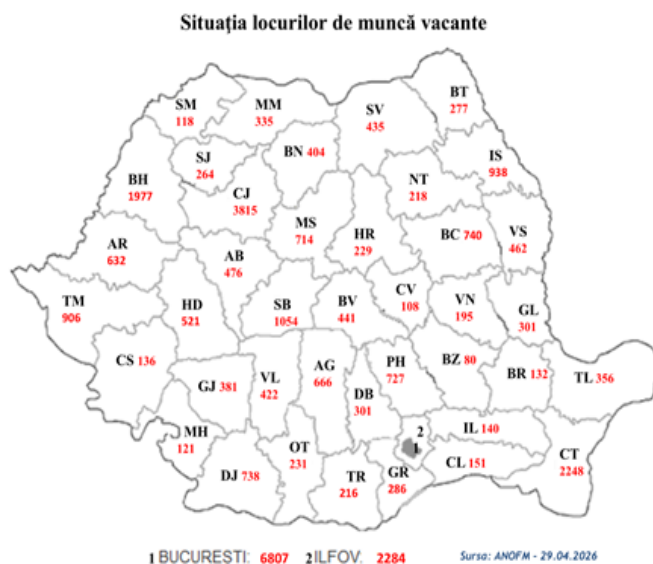 Situația locurilor de muncă vacante
BT
277
SM
118
MM
335
SV
435
IS
938
SJ
264
BN 404
NT
218
BH
1977
CJ
3815
MS
714
HR
229
BC 740
VS
462
AR
632
AB
476
TM
906
HD
521
SB
1054
BV
441
CV
108
VN
195
GL
301
CS 136
GJ 381
VL
422
AG
666
PH
727
DB
301
BZ 80
BR 132
TL 356
MH
121
DJ 738
OT
231
TR
216
GR
286
2
1
IL 140
CL 151
CT
2248
1 BUCURESTI: 6807 2 ILFOV: 2284 Sursa: ANOFM - 29.04.2026